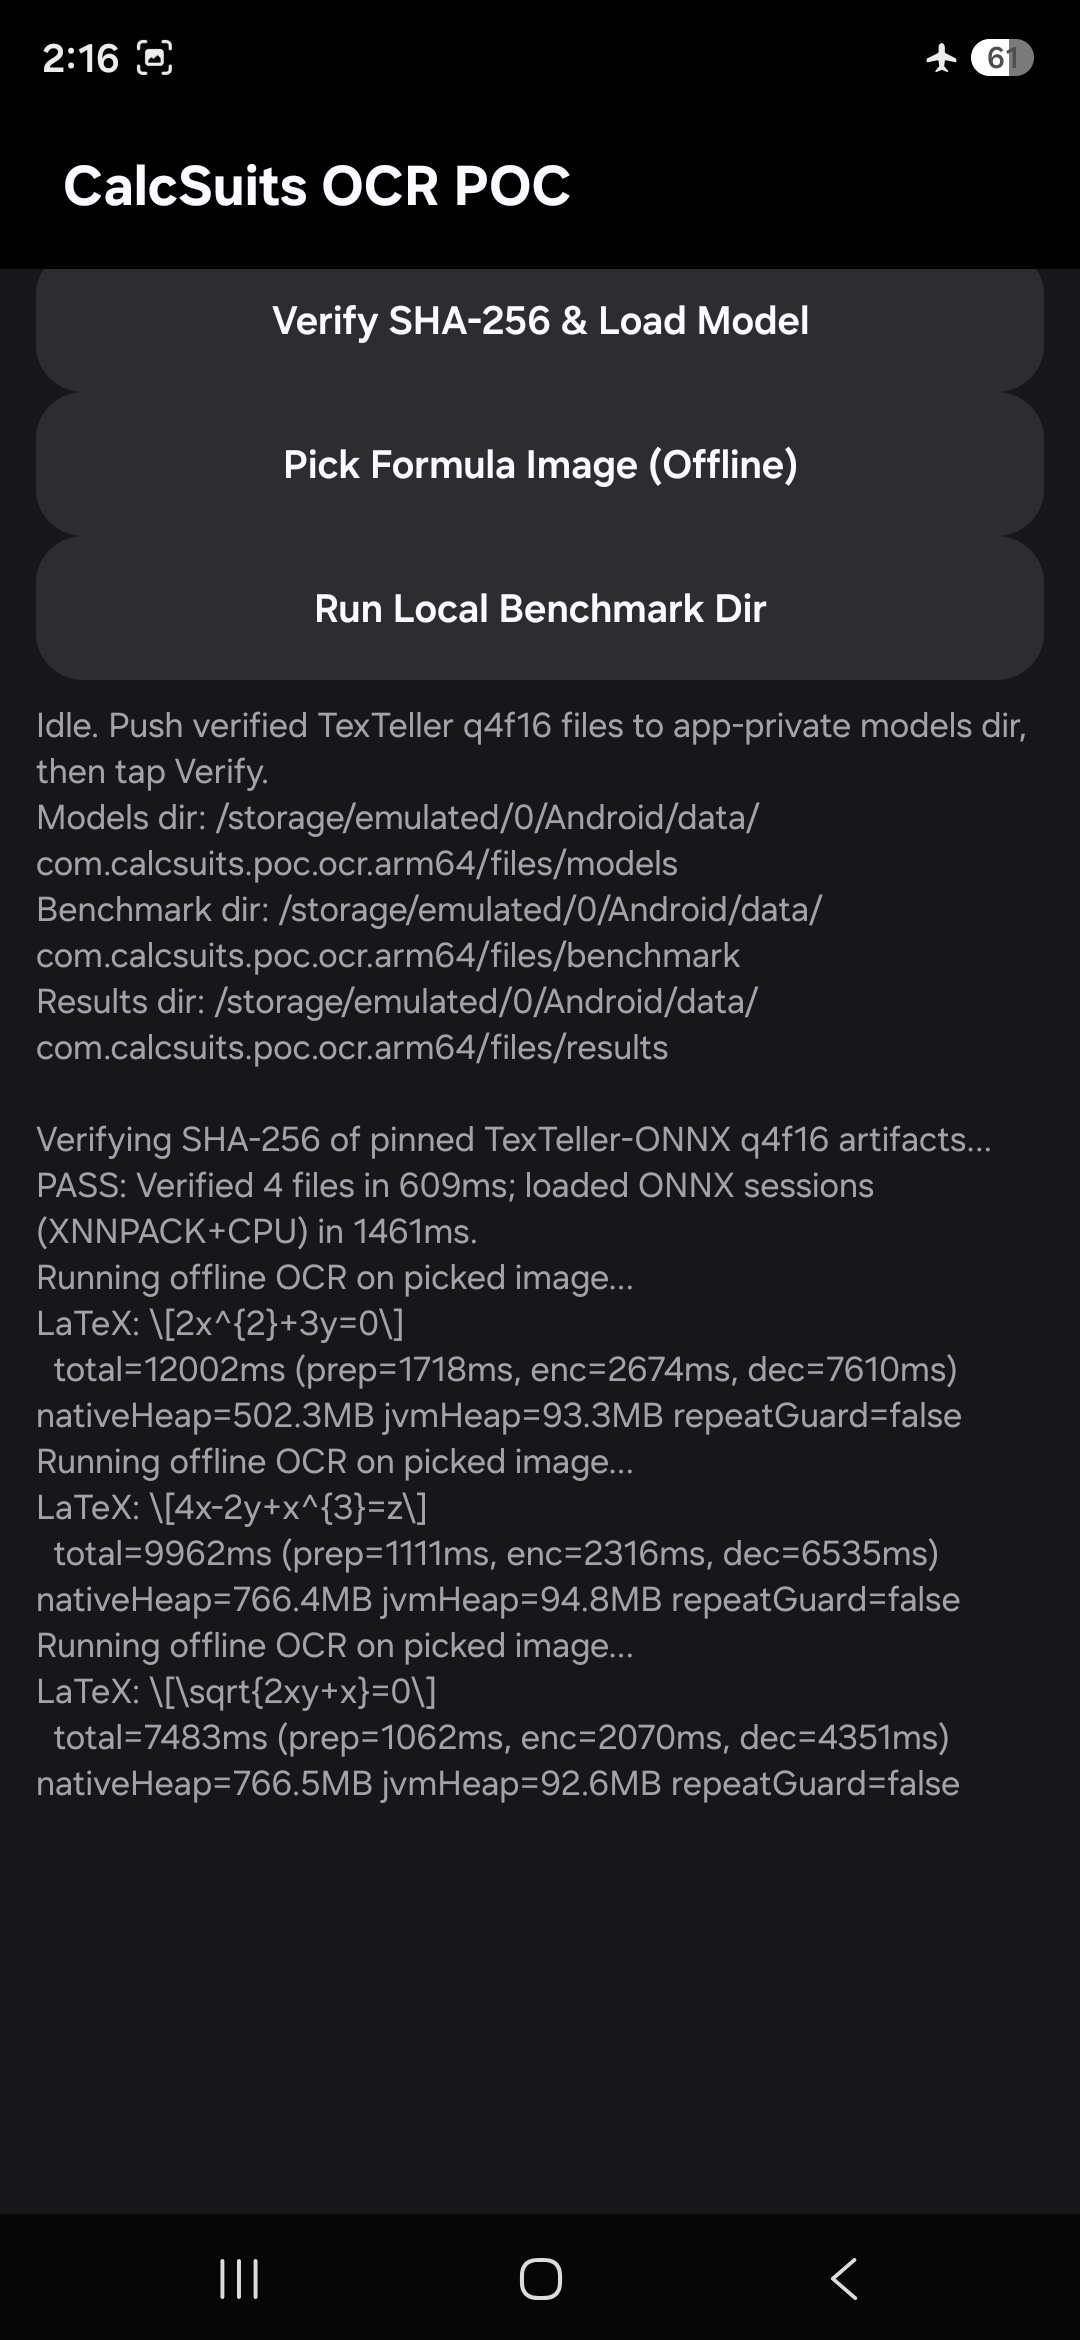 2:16
61
CalcSuits OCR POC
Verify SHA-256 & Load Model
Pick Formula Image (Offline)
Run Local Benchmark Dir
Idle. Push verified TexTeller q4f16 files to app-private models dir,
then tap Verify.
Models dir: /storage/emulated/0/Android/data/
com.calcsuits.poc.ocr.arm64/files/models
Benchmark dir: /storage/emulated/0/Android/data/
com.calcsuits.poc.ocr.arm64/files/benchmark
Results dir: /storage/emulated/0/Android/data/
com.calcsuits.poc.ocr.arm64/files/results
Verifying SHA-256 of pinned TexTeller-ONNX q4f16 artifacts...
PASS: Verified 4 files in 609ms; loaded ONNX sessions
(XNNPACK+CPU) in 1461ms.
Running offline OCR on picked image...
LaTeX: \[2x^{2}+3y=0\]
total=12002ms (prep=1718ms, enc=2674ms, dec=7610ms)
nativeHeap=502.3MB jvmHeap=93.3MB repeatGuard=false
Running offline OCR on picked image...
LaTeX: \[4x-2y+x^{3}=z\]
total=9962ms (prep=1111ms, enc=2316ms, dec=6535ms)
nativeHeap=766.4MB jvmHeap=94.8MB repeatGuard=false
Running offline OCR on picked image...
LaTeX: \[\sqrt{2xy+x}=0\]
total=7483ms (prep=1062ms, enc=2070ms, dec=4351ms)
nativeHeap=766.5MB jvmHeap=92.6MB repeatGuard=false